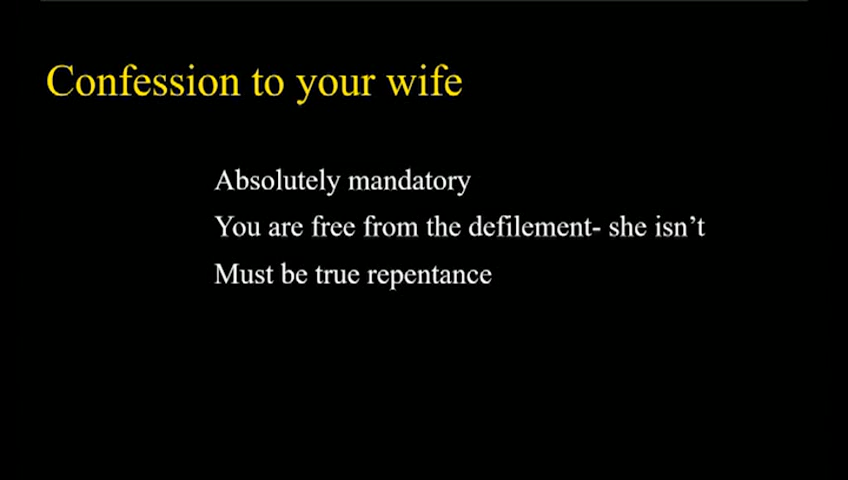 Confession to your wife
Absolutely mandatory
You are free from the defilement- she isn’t
Must be true repentance